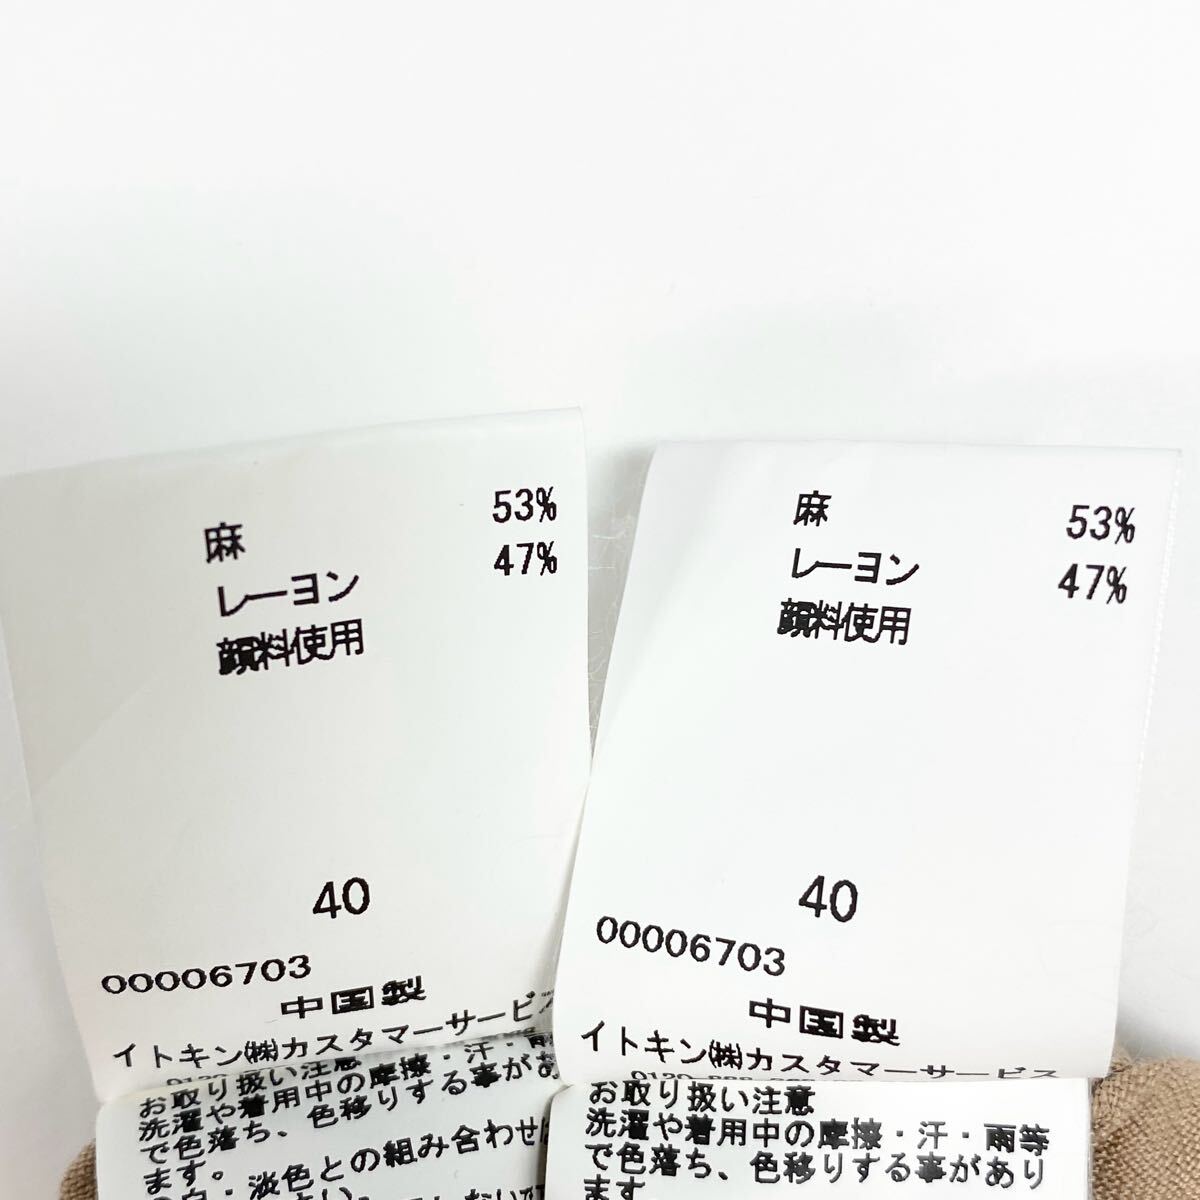 麻 53%
レーヨン 47%
顔料使用
40
00006703
中国製
イトキン㈱カスタマーサービス
お取り扱い注意
洗濯や着用中の摩擦・汗・雨
で色落ち、色移りする事があ
ます。
の白・淡色との組み合わせは
麻 53%
レーヨン 47%
顔料使用
40
00006703
中国製
イトキン㈱カスタマーサービス
お取り扱い注意
洗濯や着用中の摩擦・汗・雨等
で色落ち、色移りする事があり
ます